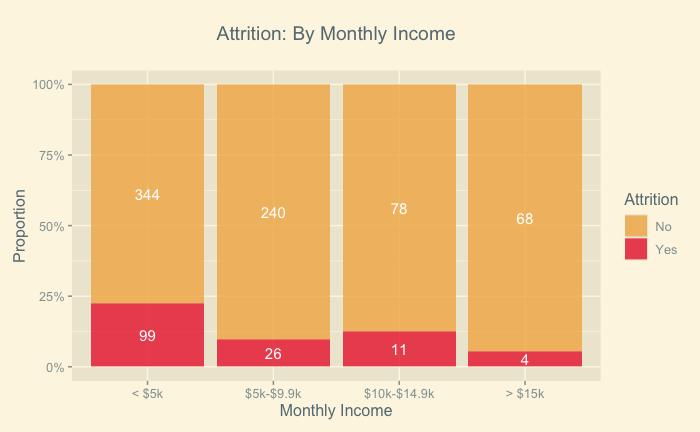 Attrition: By Monthly Income
Proportion
100%
75%
50%
25%
0%
344
240
78
68
99
26
11
4
< $5k
$5k-$9.9k
$10k-$14.9k
> $15k
Monthly Income
Attrition
No
Yes